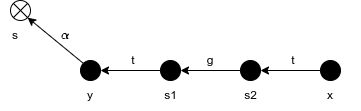 α
t g t
s
y s1 s2 x